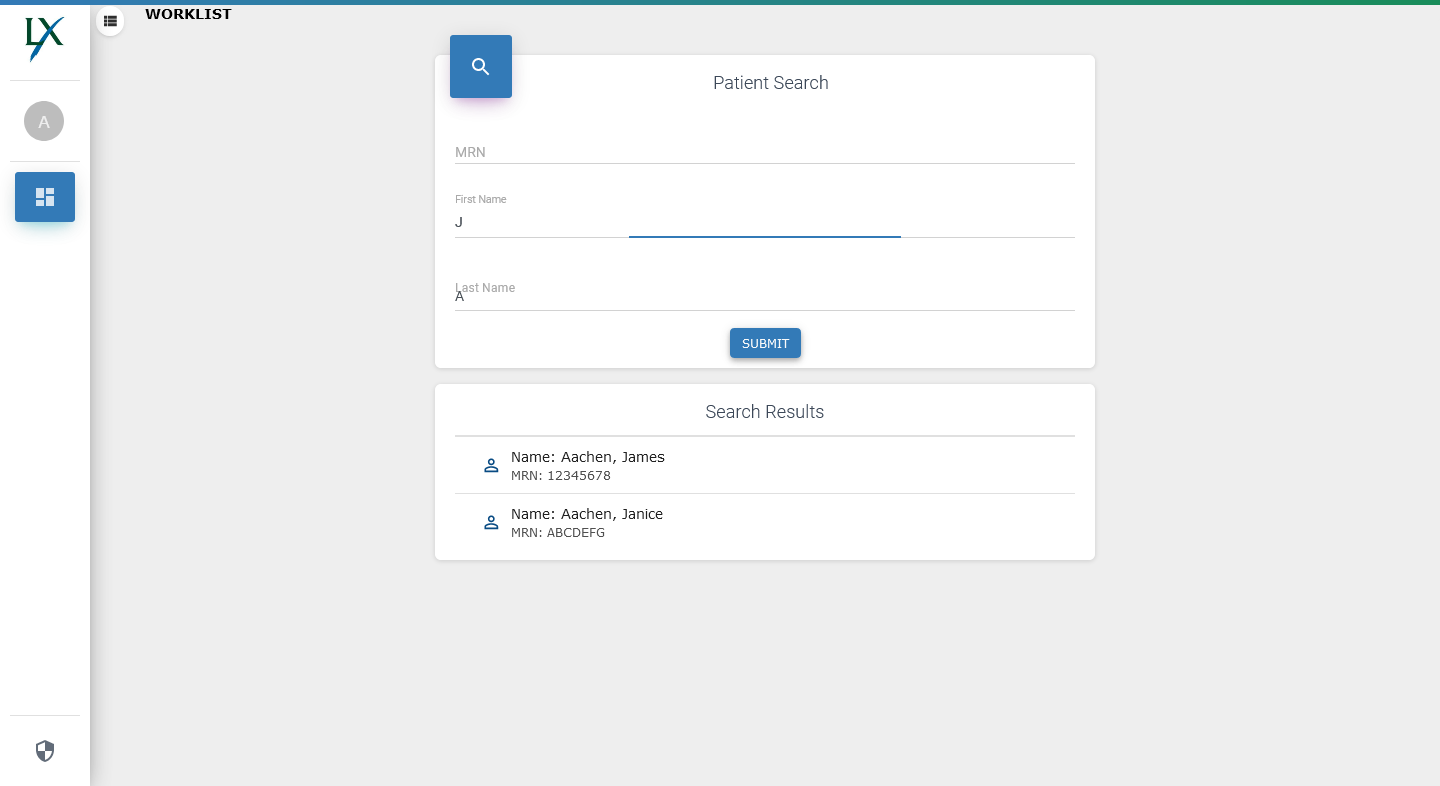 LX
WORKLIST
A
Patient Search
MRN
First Name
J
Last Name
A
SUBMIT
Search Results
Name: Aachen, James
MRN: 12345678
Name: Aachen, Janice
MRN: ABCDEFG